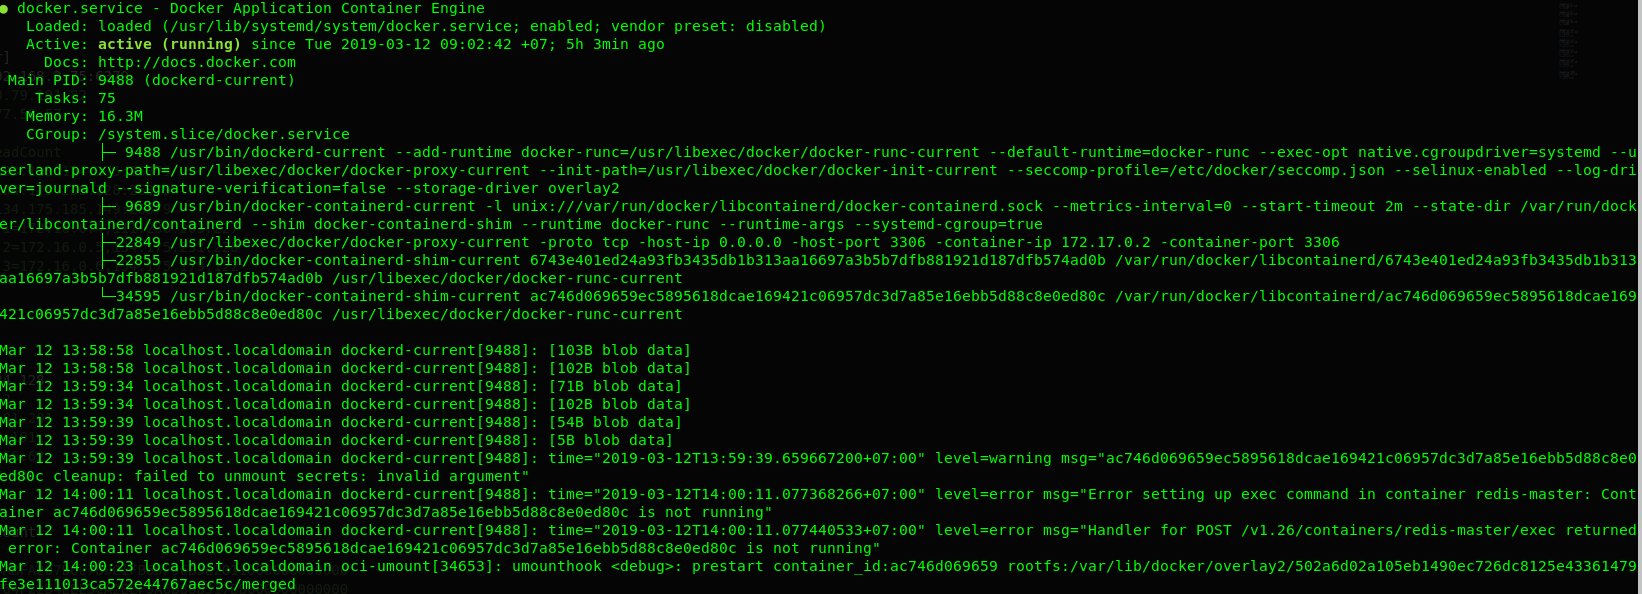 ● docker.service - Docker Application Container Engine
   Loaded: loaded (/usr/lib/systemd/system/docker.service; enabled; vendor preset: disabled)
   Active: active (running) since Tue 2019-03-12 09:02:42 +07; 5h 3min ago
     Docs: http://docs.docker.com
 Main PID: 9488 (dockerd-current)
    Tasks: 75
   Memory: 16.3M
   CGroup: /system.slice/docker.service
           ├─ 9488 /usr/bin/dockerd-current --add-runtime docker-runc=/usr/libexec/docker/docker-runc-current --default-runtime=docker-runc --exec-opt native.cgroupdriver=systemd --u
serland-proxy-path=/usr/libexec/docker/docker-proxy-current --init-path=/usr/libexec/docker/docker-init-current --seccomp-profile=/etc/docker/seccomp.json --selinux-enabled --log-dri
ver=journald --signature-verification=false --storage-driver overlay2
           ├─ 9689 /usr/bin/docker-containerd-current -l unix:///var/run/docker/libcontainerd/docker-containerd.sock --metrics-interval=0 --start-timeout 2m --state-dir /var/run/dock
er/libcontainerd/containerd --shim docker-containerd-shim --runtime docker-runc --runtime-args --systemd-cgroup=true
           ├─22849 /usr/libexec/docker/docker-proxy-current -proto tcp -host-ip 0.0.0.0 -host-port 3306 -container-ip 172.17.0.2 -container-port 3306
           ├─22855 /usr/bin/docker-containerd-shim-current 6743e401ed24a93fb3435db1b313aa16697a3b5b7dfb881921d187dfb574ad0b /var/run/docker/libcontainerd/6743e401ed24a93fb3435db1b313
aa16697a3b5b7dfb881921d187dfb574ad0b /usr/libexec/docker/docker-runc-current
           └─34595 /usr/bin/docker-containerd-shim-current ac746d069659ec5895618dcae169421c06957dc3d7a85e16ebb5d88c8e0ed80c /var/run/docker/libcontainerd/ac746d069659ec5895618dcae169
421c06957dc3d7a85e16ebb5d88c8e0ed80c /usr/libexec/docker/docker-runc-current

Mar 12 13:58:58 localhost.localdomain dockerd-current[9488]: [103B blob data]
Mar 12 13:58:58 localhost.localdomain dockerd-current[9488]: [102B blob data]
Mar 12 13:59:34 localhost.localdomain dockerd-current[9488]: [71B blob data]
Mar 12 13:59:34 localhost.localdomain dockerd-current[9488]: [102B blob data]
Mar 12 13:59:39 localhost.localdomain dockerd-current[9488]: [54B blob data]
Mar 12 13:59:39 localhost.localdomain dockerd-current[9488]: [5B blob data]
Mar 12 13:59:39 localhost.localdomain dockerd-current[9488]: time="2019-03-12T13:59:39.659667200+07:00" level=warning msg="ac746d069659ec5895618dcae169421c06957dc3d7a85e16ebb5d88c8e0
ed80c cleanup: failed to unmount secrets: invalid argument"
Mar 12 14:00:11 localhost.localdomain dockerd-current[9488]: time="2019-03-12T14:00:11.077368266+07:00" level=error msg="Error setting up exec command in container redis-master: Cont
ainer ac746d069659ec5895618dcae169421c06957dc3d7a85e16ebb5d88c8e0ed80c is not running"
Mar 12 14:00:11 localhost.localdomain dockerd-current[9488]: time="2019-03-12T14:00:11.077440533+07:00" level=error msg="Handler for POST /v1.26/containers/redis-master/exec returned
 error: Container ac746d069659ec5895618dcae169421c06957dc3d7a85e16ebb5d88c8e0ed80c is not running"
Mar 12 14:00:23 localhost.localdomain oci-umount[34653]: umounthook <debug>: prestart container_id:ac746d069659 rootfs:/var/lib/docker/overlay2/502a6d02a105eb1490ec726dc8125e43361479
fe3e111013ca572e44767aec5c/merged